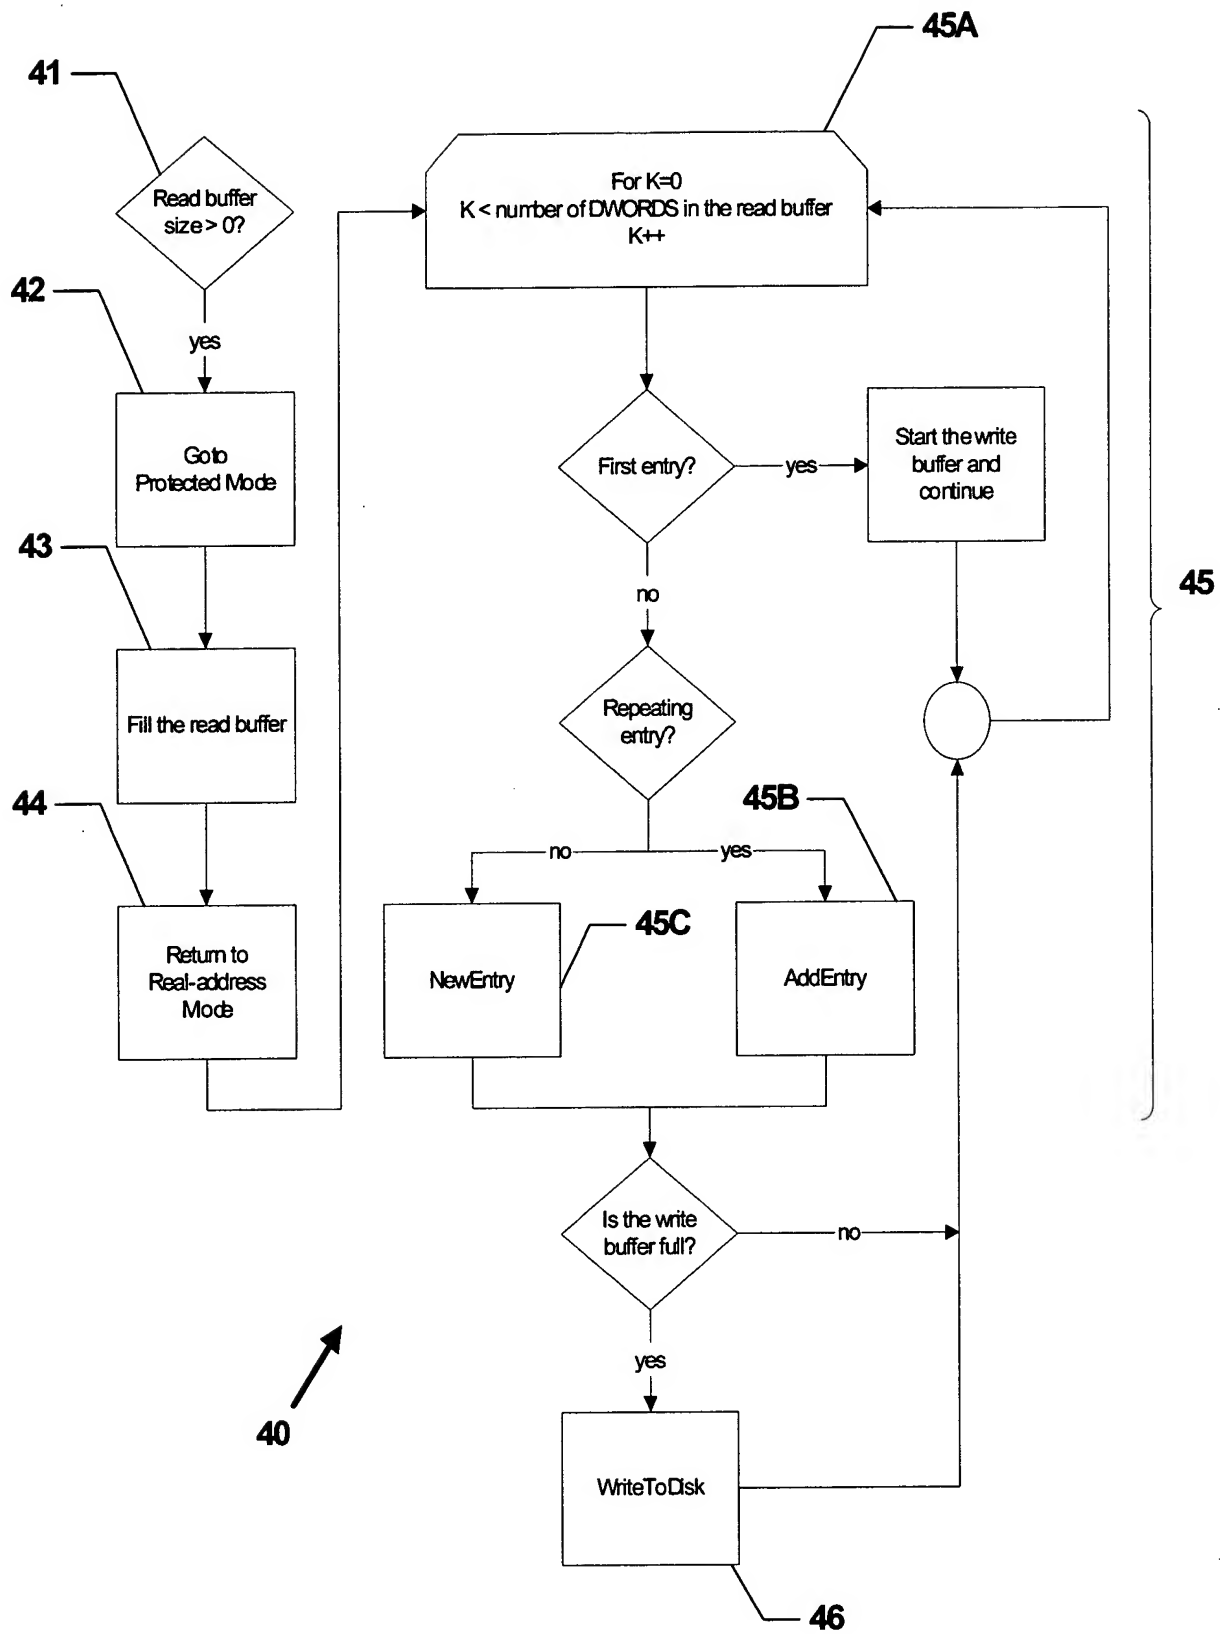 45A
41
Read buffer
size > 0?
42
yes
Goto
Protected Mode
43
Fill the read buffer
44
Return to
Real-address
Mode
For K=0
K < number of DWORDS in the read buffer
K++
First entry?
yes
Start the write
buffer and
continue
no
45
Repeating
entry?
45B
no
yes
45C
NewEntry
AddEntry
Is the write
buffer full?
no
yes
40
WriteToDisk
46